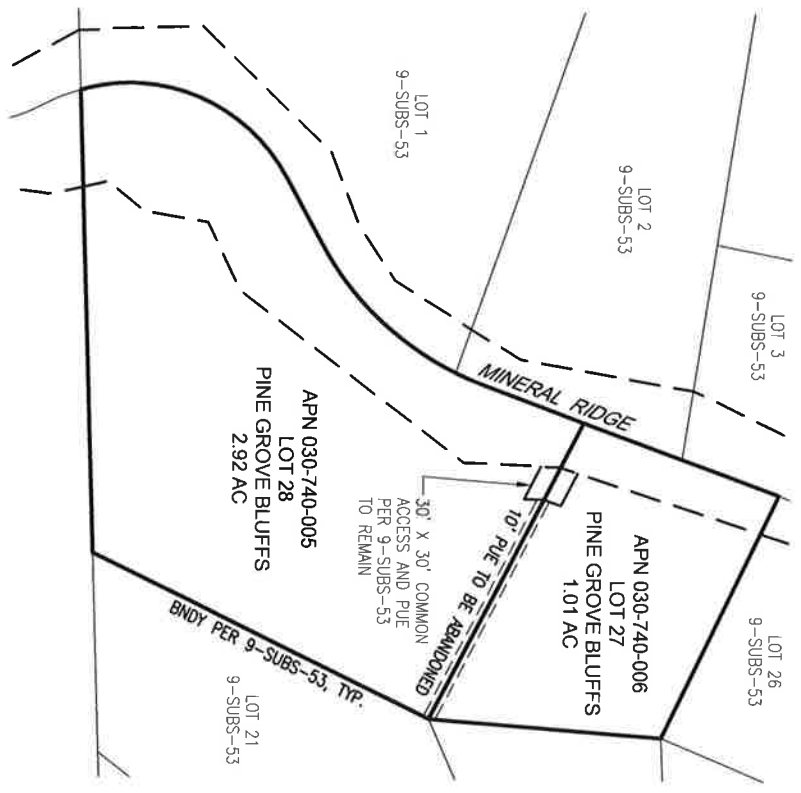 LOT 1
9-SUBS-53
LOT 2
9-SUBS-53
LOT 3
9-SUBS-53
MINERAL RIDGE
APN 030-740-005
LOT 28
PINE GROVE BLUFFS
2.92 AC
30' X 30' COMMON
ACCESS AND PUE
PER 9-SUBS-53
TO REMAIN
10' PUE TO BE ABANDONED
APN 030-740-006
LOT 27
PINE GROVE BLUFFS
1.01 AC
LOT 26
9-SUBS-53
BNDY PER 9-SUBS-53, TYP.
LOT 21
9-SUBS-53